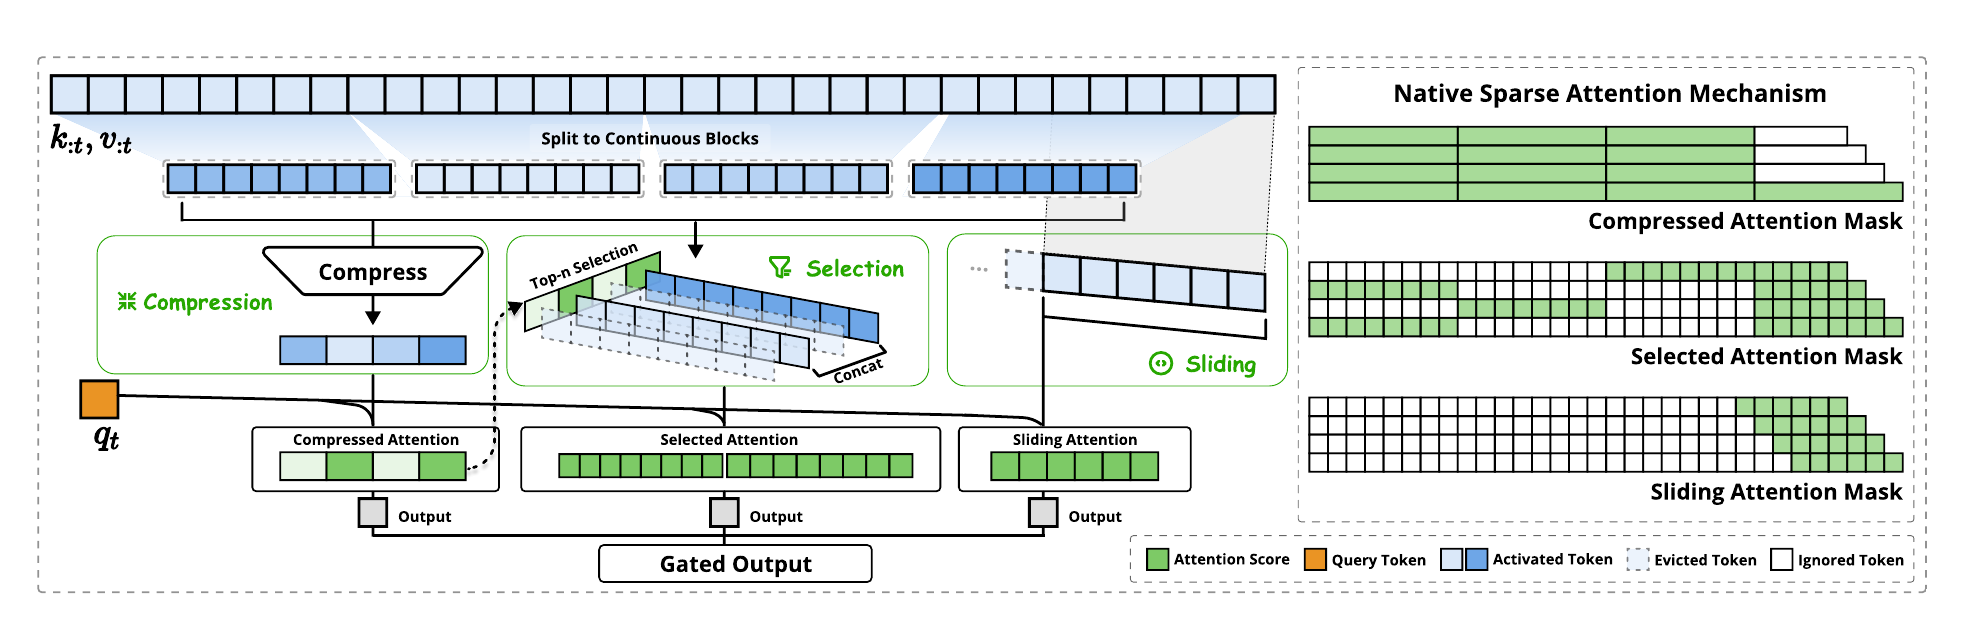 k:t, v:t
Split to Continuous Blocks
Compress
Compression
Top-n Selection
Selection
Concat
Sliding
qt
Compressed Attention
Selected Attention
Sliding Attention
Output
Output
Output
Gated Output
Native Sparse Attention Mechanism
Compressed Attention Mask
Selected Attention Mask
Sliding Attention Mask
Attention Score
Query Token
Activated Token
Evicted Token
Ignored Token